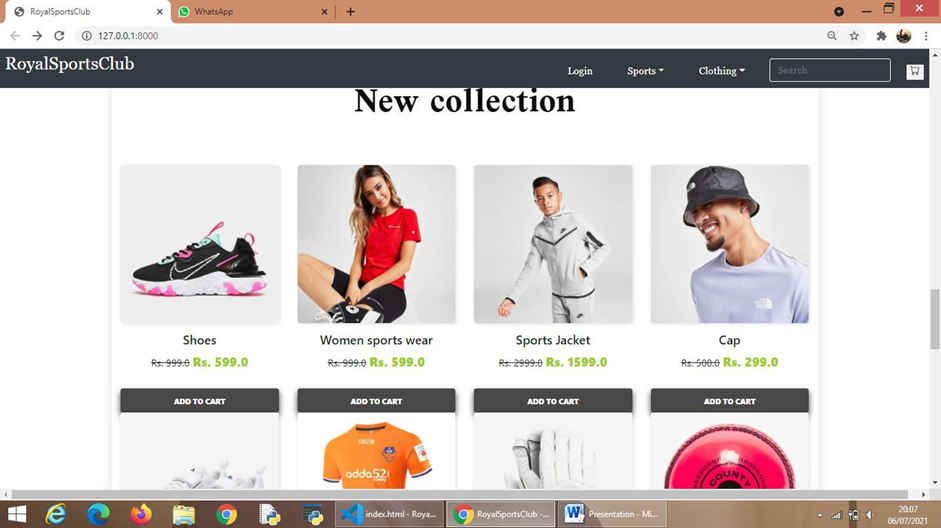 RoyalSportsClub
WhatsApp
127.0.0.1:8000
RoyalSportsClub
Login
Sports
Clothing
Search
New collection
Shoes
Women sports wear
Sports Jacket
Cap
Rs. 999.0 Rs. 599.0
Rs. 999.0 Rs. 599.0
Rs. 2999.0 Rs. 1599.0
Rs. 500.0 Rs. 299.0
ADD TO CART
ADD TO CART
ADD TO CART
ADD TO CART
adda52
COUNTY
index.html - Roya...
RoyalSportsClub -...
Presentation - Mi...
20:07
06/07/2021